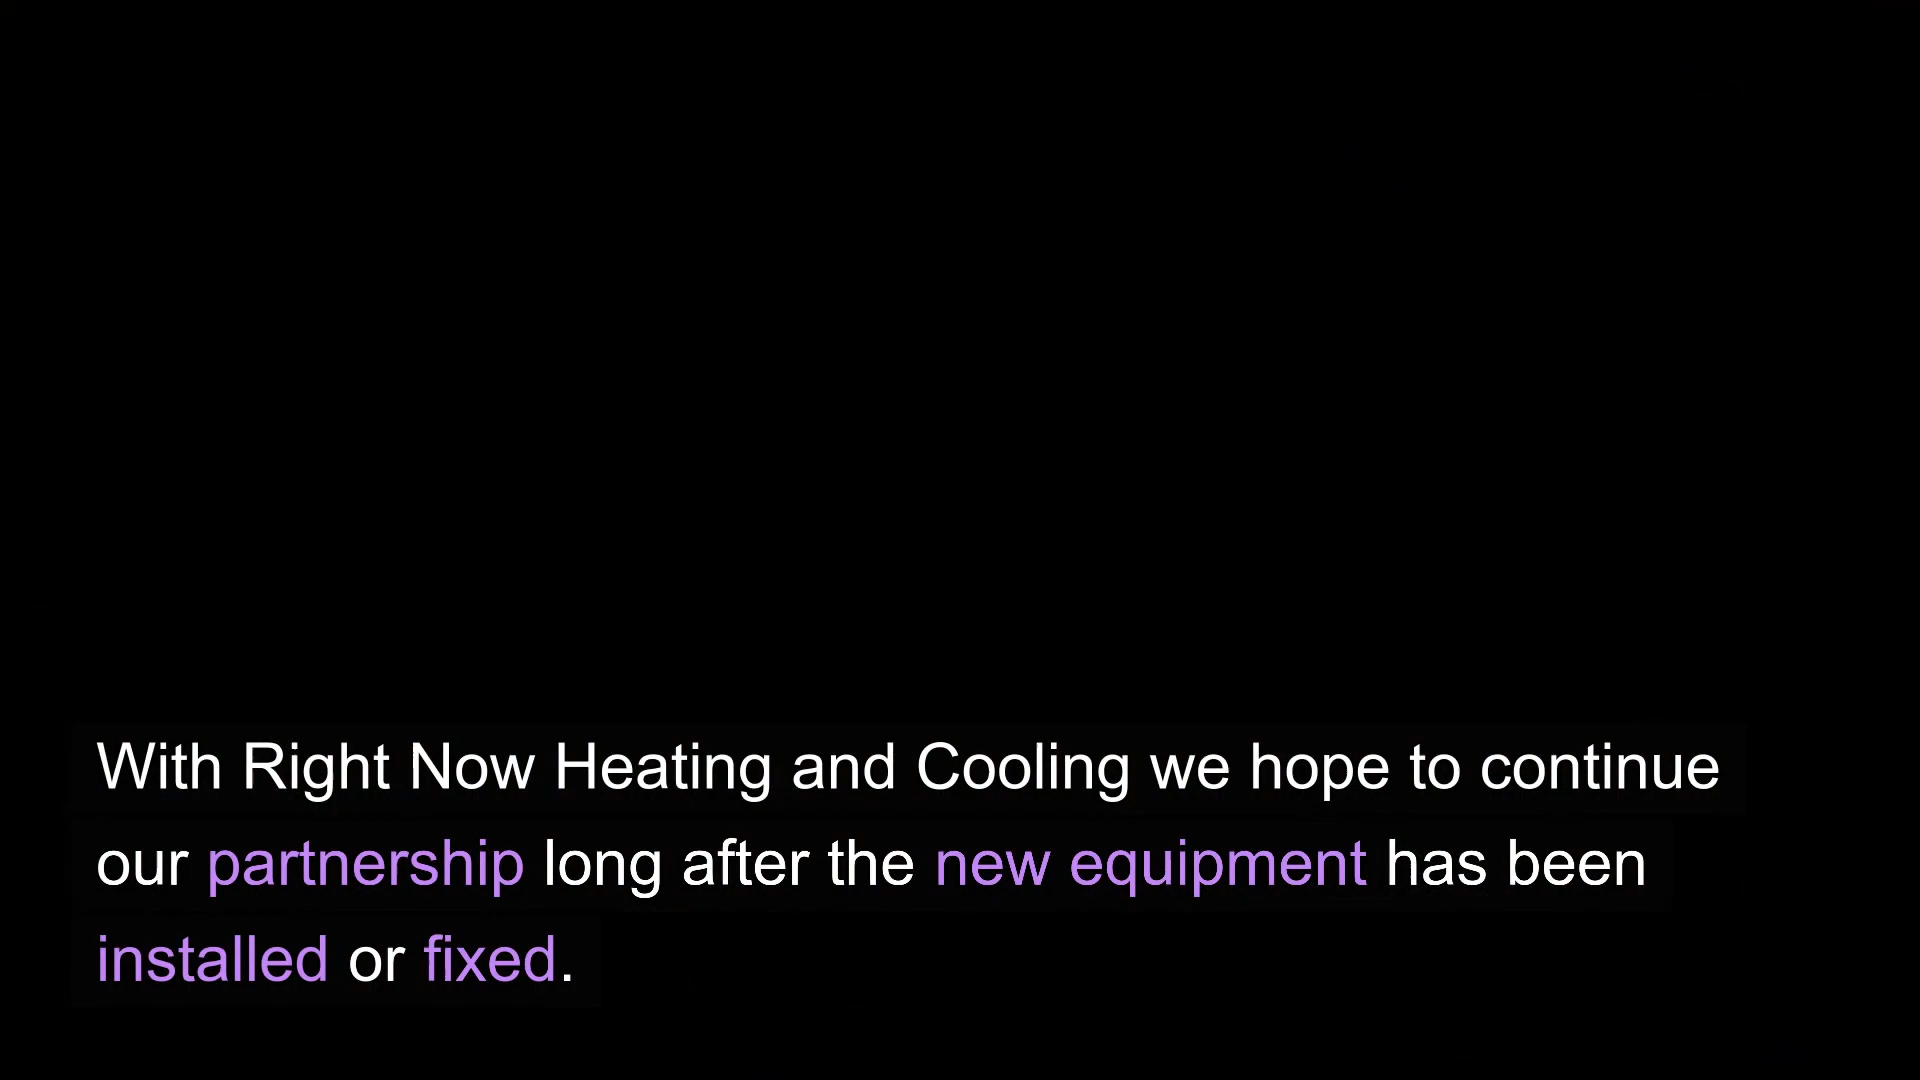 With Right Now Heating and Cooling we hope to continue
our partnership long after the new equipment has been
installed or fixed.